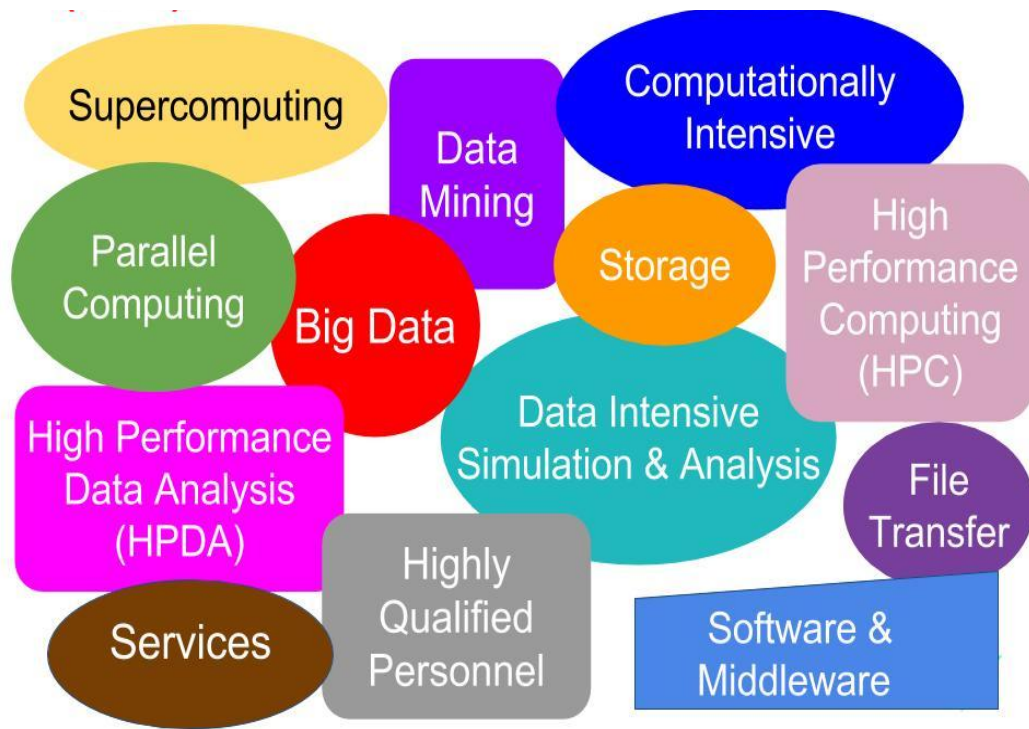 Supercomputing
Data
Mining
Computationally
Intensive
Parallel
Computing
Big Data
Storage
High
Performance
Computing
(HPC)
High Performance
Data Analysis
(HPDA)
Data Intensive
Simulation & Analysis
File
Transfer
Services
Highly
Qualified
Personnel
Software &
Middleware